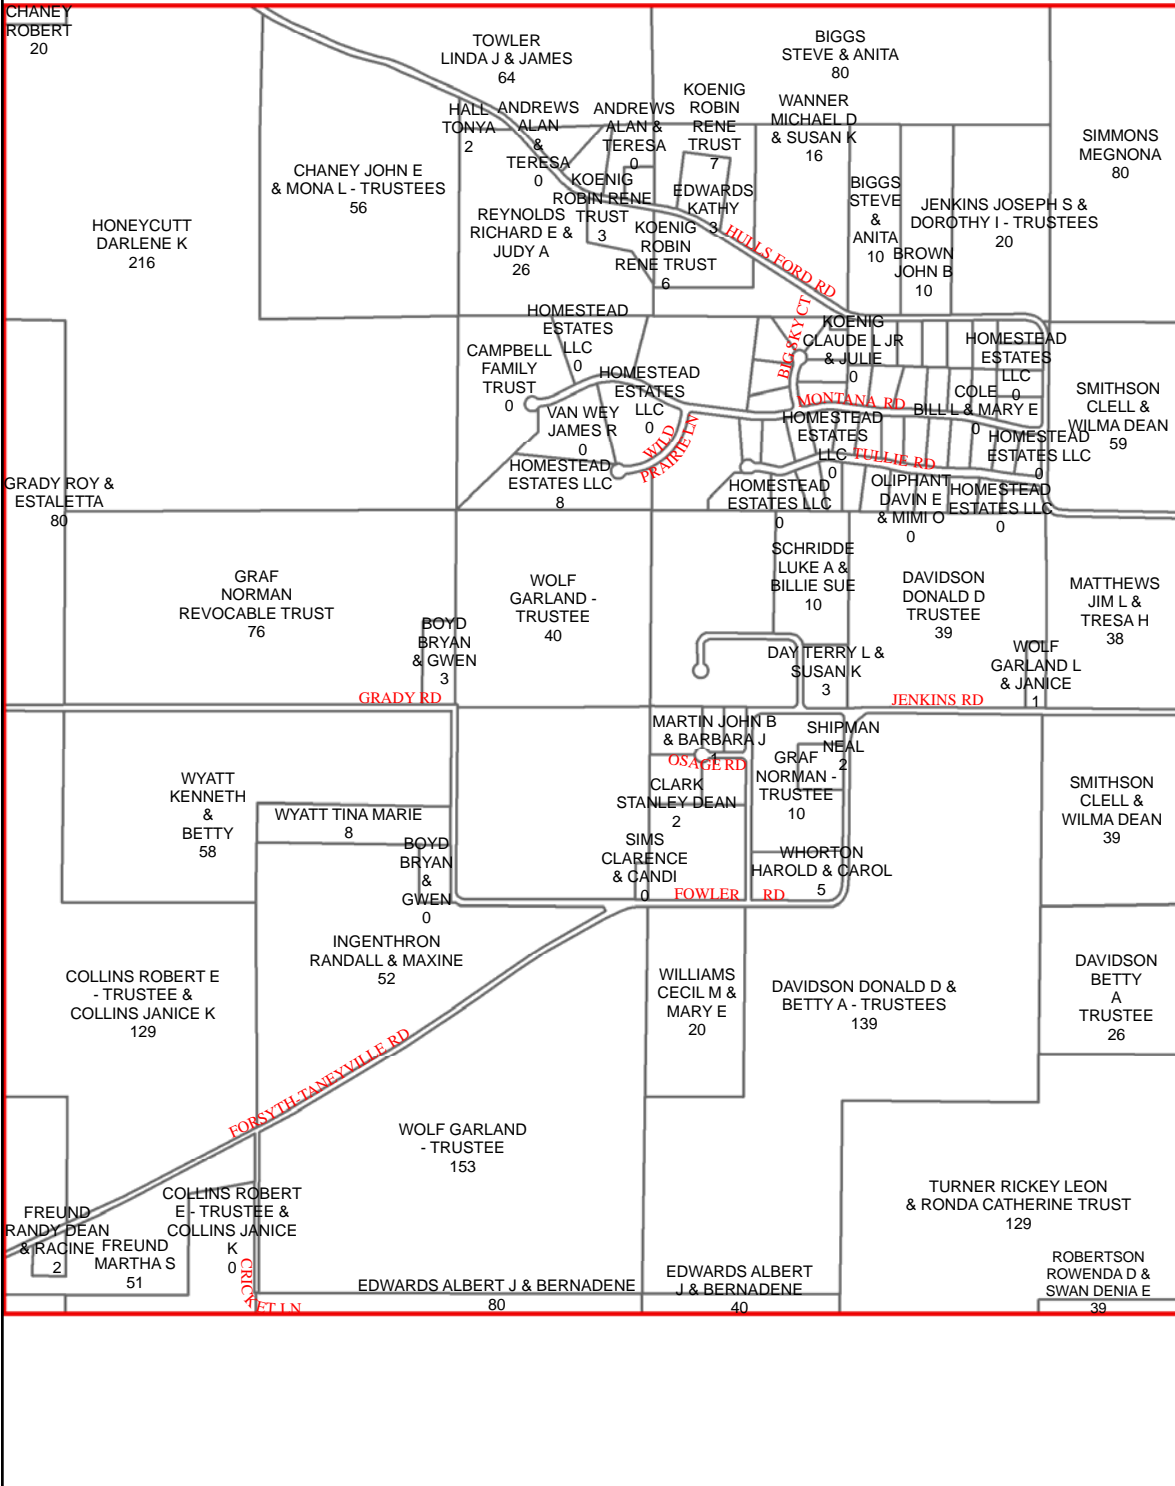 CHANEY
ROBERT
20
TOWLER
LINDA J & JAMES
64
BIGGS
STEVE & ANITA
80
HALL
TONYA
2
ANDREWS
ALAN
&
TERESA
0
ANDREWS
ALAN &
TERESA
0
KOENIG
ROBIN
RENE
TRUST
7
WANNER
MICHAEL D
& SUSAN K
16
SIMMONS
MEGNONA
80
CHANEY JOHN E
& MONA L - TRUSTEES
56
HONEYCUTT
DARLENE K
216
KOENIG
ROBIN RENE
TRUST
3
EDWARDS
KATHY
3
BIGGS
STEVE
&
ANITA
10
JENKINS JOSEPH S &
DOROTHY I - TRUSTEES
20
REYNOLDS
RICHARD E &
JUDY A
26
KOENIG
ROBIN
RENE TRUST
6
BROWN
JOHN B
10
HULLS FORD RD
HOMESTEAD
ESTATES
LLC
0
BIG SKY CT
KOENIG
CLAUDE L JR
& JULIE
0
HOMESTEAD
ESTATES
LLC
0
CAMPBELL
FAMILY
TRUST
0
HOMESTEAD
ESTATES
LLC
0
COLE
BILL L & MARY E
0
SMITHSON
CLELL &
WILMA DEAN
59
MONTANA RD
VAN WEY
JAMES R
0
WILD
PRAIRIE LN
HOMESTEAD
ESTATES
LLC
0
TULLIE RD
HOMESTEAD
ESTATES LLC
0
HOMESTEAD
ESTATES LLC
8
HOMESTEAD
ESTATES LLC
0
OLIPHANT
DAVIN E
& MIMI O
0
HOMESTEAD
ESTATES LLC
0
GRADY ROY &
ESTALETTA
80
GRAF
NORMAN
REVOCABLE TRUST
76
WOLF
GARLAND -
TRUSTEE
40
SCHRIDDE
LUKE A &
BILLIE SUE
10
DAVIDSON
DONALD D
TRUSTEE
39
MATTHEWS
JIM L &
TRESA H
38
BOYD
BRYAN
& GWEN
3
DAY TERRY L &
SUSAN K
3
WOLF
GARLAND L
& JANICE
1
GRADY RD
JENKINS RD
MARTIN JOHN B
& BARBARA J
1
SHIPMAN
NEAL
2
OSAGE RD
GRAF
NORMAN -
TRUSTEE
10
WYATT
KENNETH
&
BETTY
58
CLARK
STANLEY DEAN
2
SMITHSON
CLELL &
WILMA DEAN
39
WYATT TINA MARIE
8
BOYD
BRYAN
&
GWEN
0
SIMS
CLARENCE
& CANDI
0
WHORTON
HAROLD & CAROL
5
FOWLER RD
INGENTHRON
RANDALL & MAXINE
52
COLLINS ROBERT E
- TRUSTEE &
COLLINS JANICE K
129
WILLIAMS
CECIL M &
MARY E
20
DAVIDSON DONALD D &
BETTY A - TRUSTEES
139
DAVIDSON
BETTY
A
TRUSTEE
26
FORSYTH-TANEYVILLE RD
WOLF GARLAND
- TRUSTEE
153
TURNER RICKEY LEON
& RONDA CATHERINE TRUST
129
FREUND
RANDY DEAN
& RACINE
2
FREUND
MARTHA S
51
COLLINS ROBERT
E - TRUSTEE &
COLLINS JANICE
K
0
CRICKET LN
EDWARDS ALBERT J & BERNADENE
80
EDWARDS ALBERT
J & BERNADENE
40
ROBERTSON
ROWENDA D &
SWAN DENIA E
39